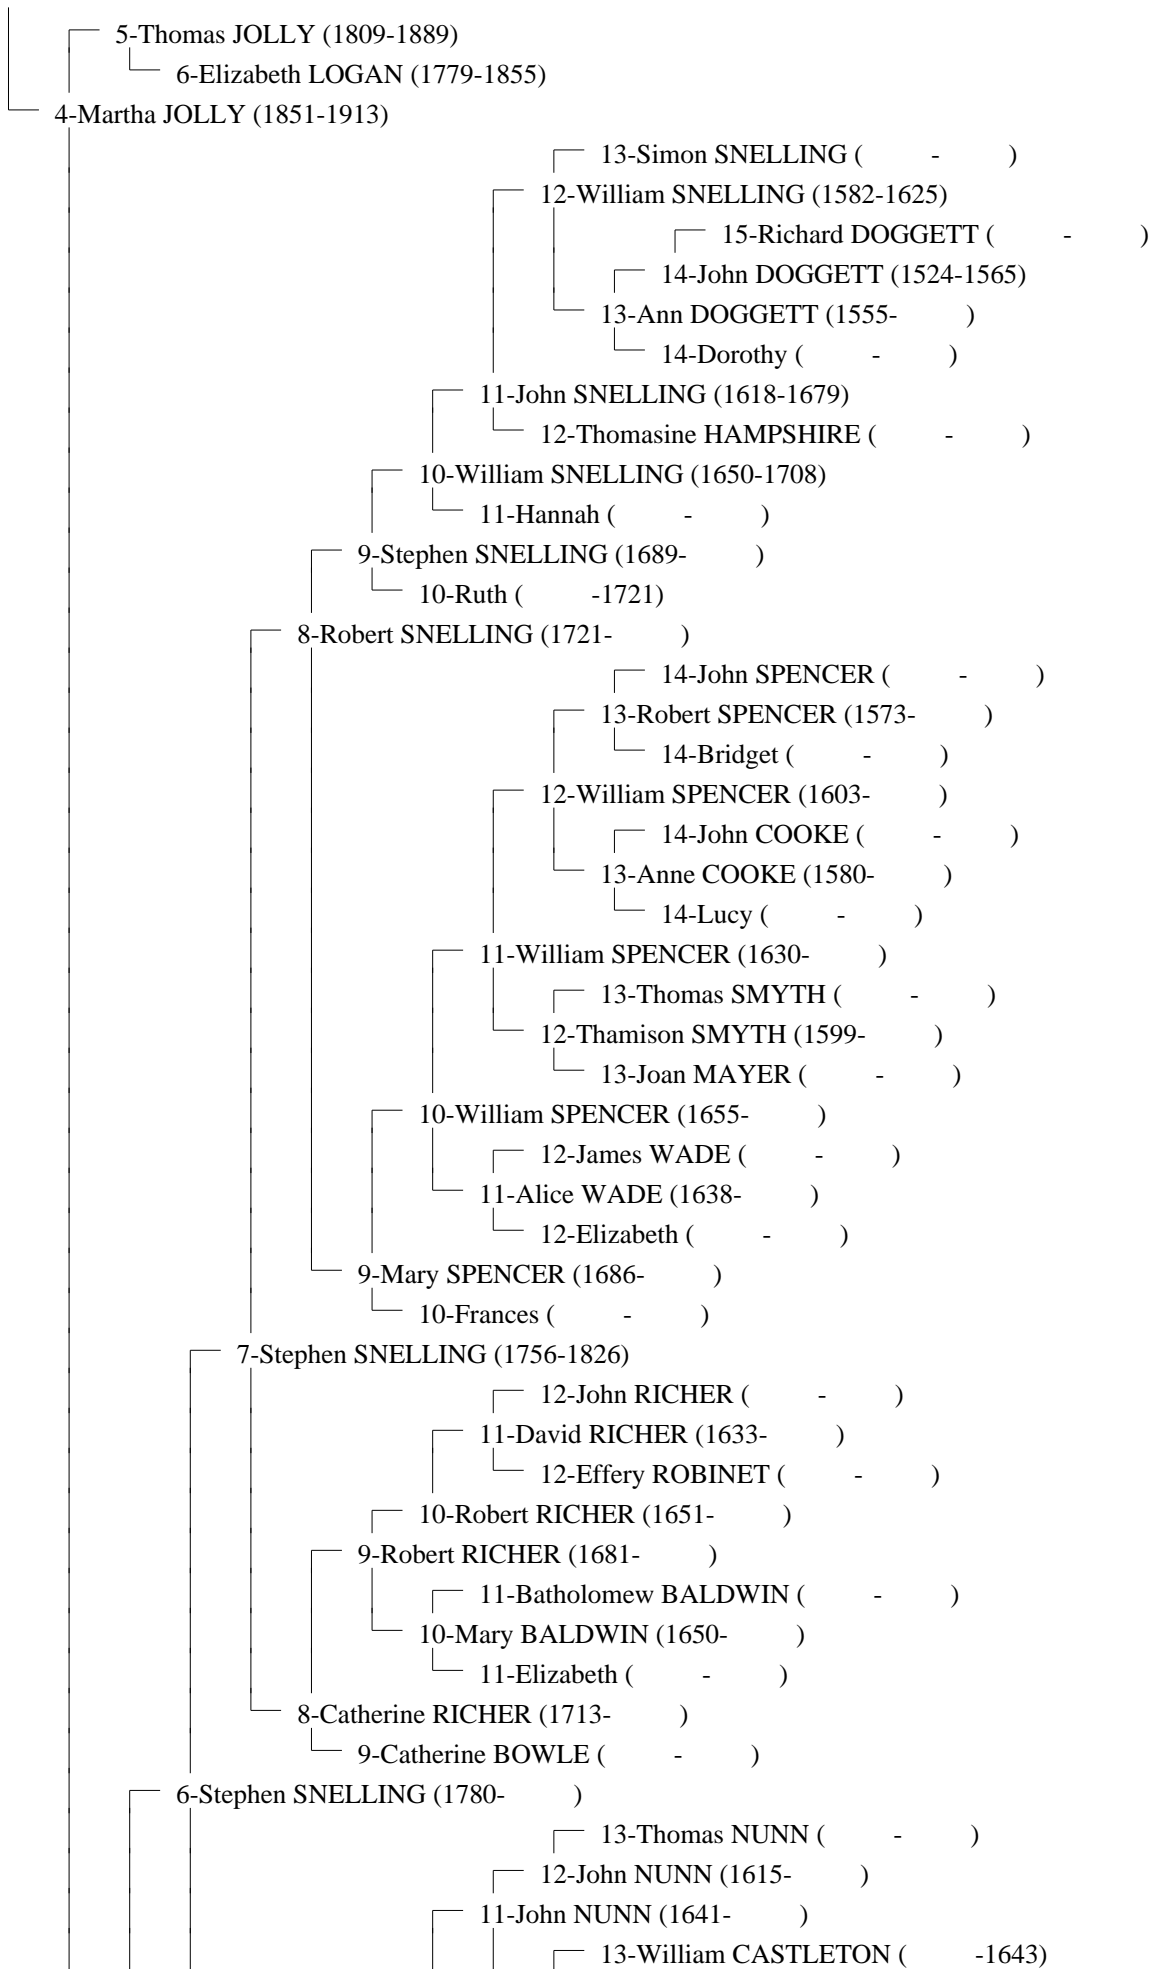 5-Thomas JOLLY (1809-1889)
6-Elizabeth LOGAN (1779-1855)
4-Martha JOLLY (1851-1913)
13-Simon SNELLING ( - )
12-William SNELLING (1582-1625)
15-Richard DOGGETT ( - )
14-John DOGGETT (1524-1565)
13-Ann DOGGETT (1555- )
14-Dorothy ( - )
11-John SNELLING (1618-1679)
12-Thomasine HAMPSHIRE ( - )
10-William SNELLING (1650-1708)
11-Hannah ( - )
9-Stephen SNELLING (1689- )
10-Ruth ( -1721)
8-Robert SNELLING (1721- )
14-John SPENCER ( - )
13-Robert SPENCER (1573- )
14-Bridget ( - )
12-William SPENCER (1603- )
14-John COOKE ( - )
13-Anne COOKE (1580- )
14-Lucy ( - )
11-William SPENCER (1630- )
13-Thomas SMYTH ( - )
12-Thamison SMYTH (1599- )
13-Joan MAYER ( - )
10-William SPENCER (1655- )
12-James WADE ( - )
11-Alice WADE (1638- )
12-Elizabeth ( - )
9-Mary SPENCER (1686- )
10-Frances ( - )
7-Stephen SNELLING (1756-1826)
12-John RICHER ( - )
11-David RICHER (1633- )
12-Effery ROBINET ( - )
10-Robert RICHER (1651- )
9-Robert RICHER (1681- )
11-Batholomew BALDWIN ( - )
10-Mary BALDWIN (1650- )
11-Elizabeth ( - )
8-Catherine RICHER (1713- )
9-Catherine BOWLE ( - )
6-Stephen SNELLING (1780- )
13-Thomas NUNN ( - )
12-John NUNN (1615- )
11-John NUNN (1641- )
13-William CASTLETON ( -1643)